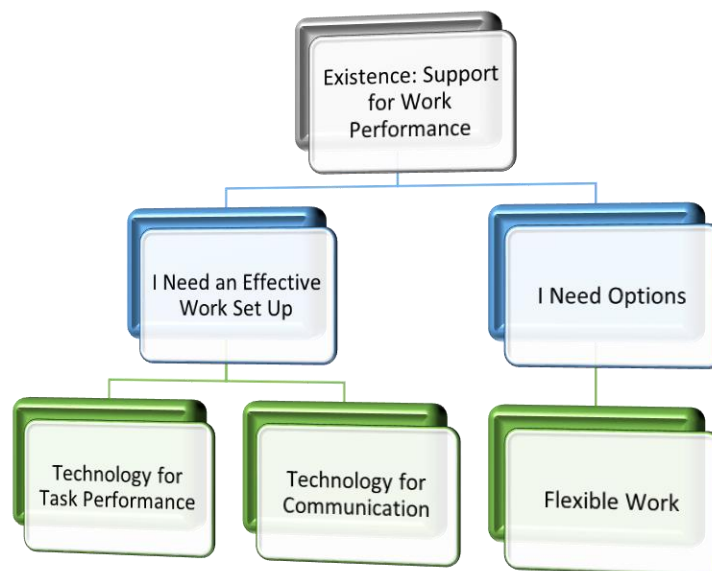 Existence: Support
for Work
Performance
I Need an Effective
Work Set Up
I Need Options
Technology for
Task Performance
Technology for
Communication
Flexible Work